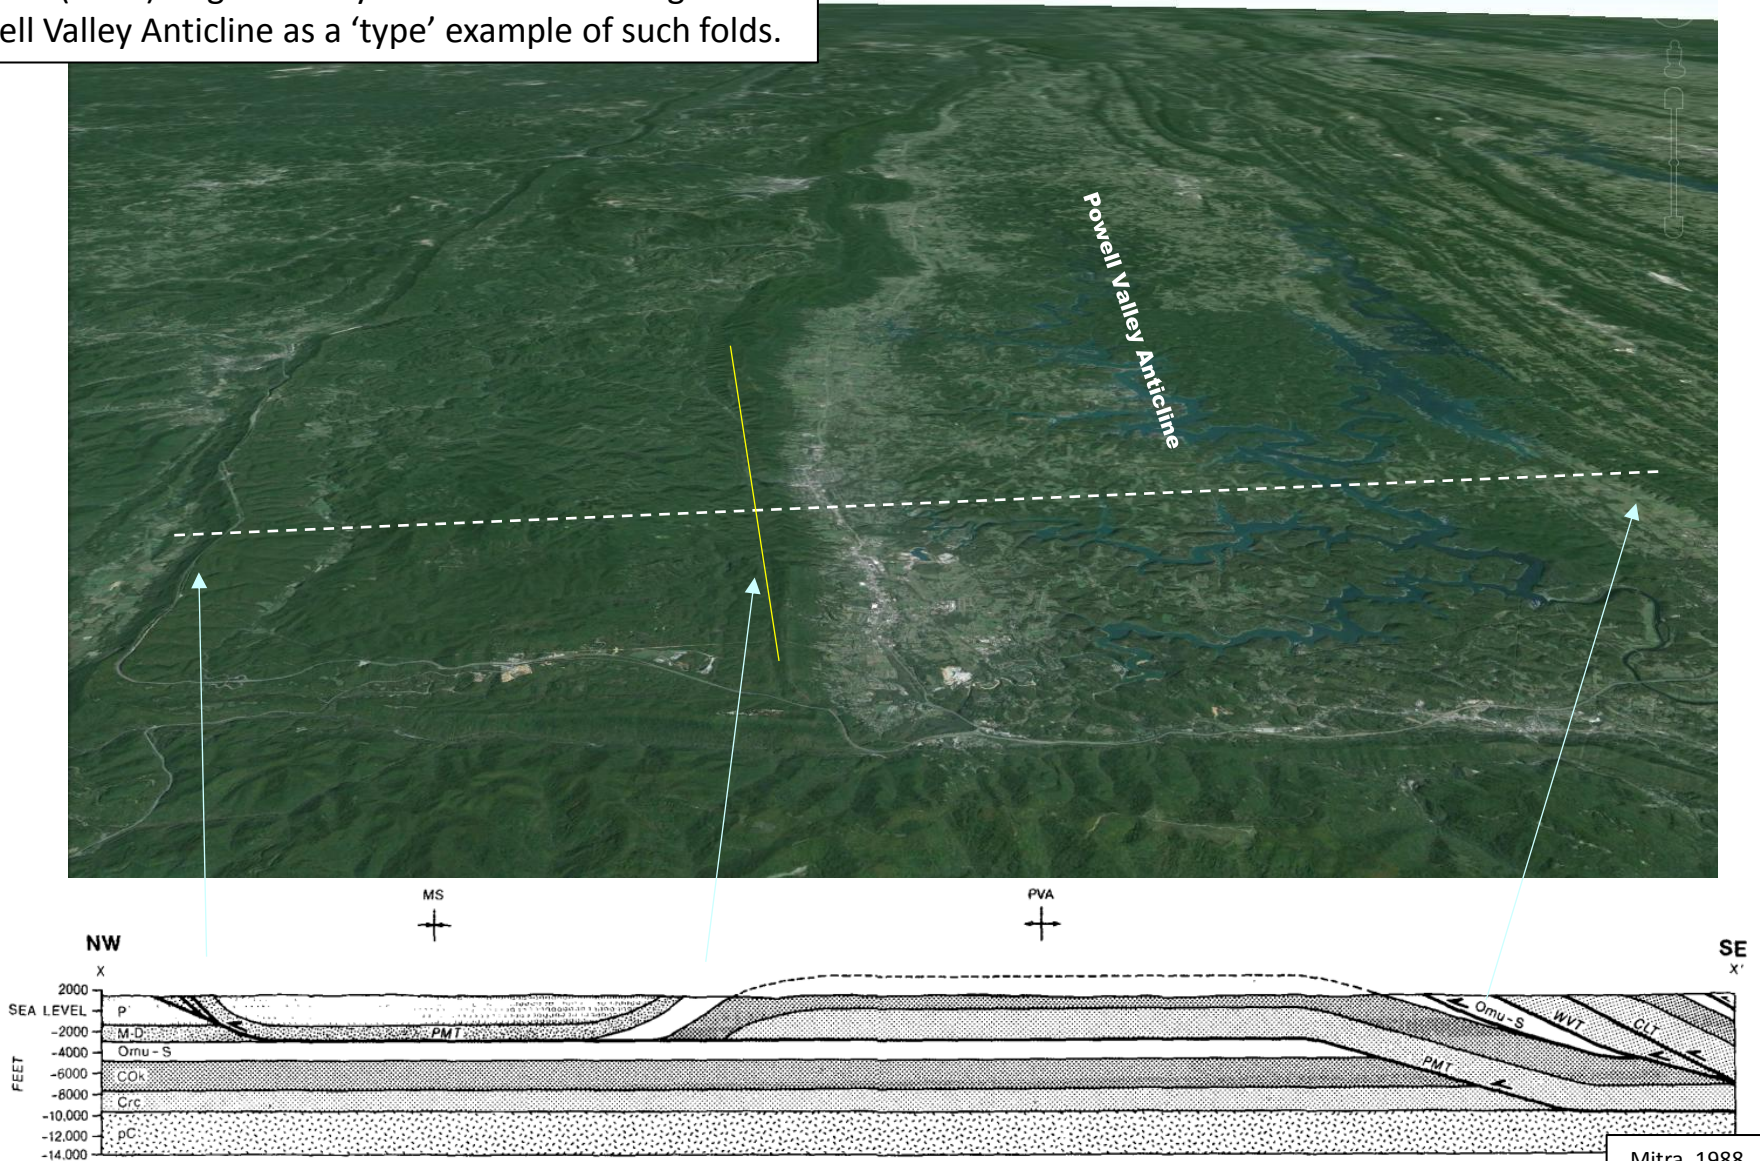 ell Valley Anticline as a ‘type’ example of such folds.
Powell Valley Anticline
MS
PVA
NW
SE
X
X'
2000
SEA LEVEL
-2000
-4000
-6000
-8000
-10.000
-12.000
-14.000
FEET
P
M-D
Omu-S
COk
Crc
pC
PMT
PMT
Omu-S
WVT
CLT
Mitra, 1988